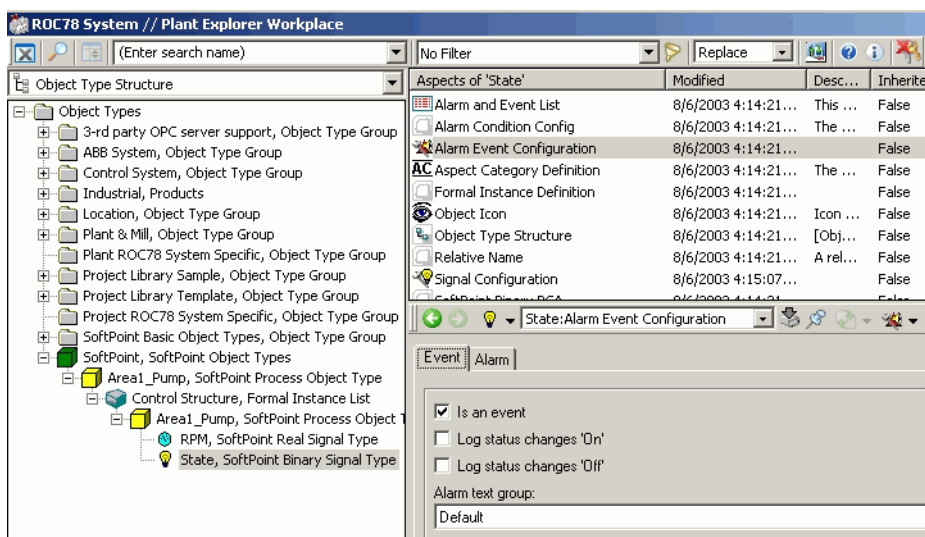 ROC78 System // Plant Explorer Workplace
(Enter search name)
No Filter
Replace
Object Type Structure
Object Types
3-rd party OPC server support, Object Type Group
ABB System, Object Type Group
Control System, Object Type Group
Industrial, Products
Location, Object Type Group
Plant & Mill, Object Type Group
Plant ROC78 System Specific, Object Type Group
Project Library Sample, Object Type Group
Project Library Template, Object Type Group
Project ROC78 System Specific, Object Type Group
SoftPoint Basic Object Types, Object Type Group
SoftPoint, SoftPoint Object Types
Area1_Pump, SoftPoint Process Object Type
Control Structure, Formal Instance List
Area1_Pump, SoftPoint Process Object T
RPM, SoftPoint Real Signal Type
State, SoftPoint Binary Signal Type
Aspects of 'State' Modified Desc... Inherite
Alarm and Event List 8/6/2003 4:14:21... This ... False
Alarm Condition Config 8/6/2003 4:14:21... The ... False
Alarm Event Configuration 8/6/2003 4:14:21... False
AC Aspect Category Definition 8/6/2003 4:14:21... The ... False
Formal Instance Definition 8/6/2003 4:14:21... False
Object Icon 8/6/2003 4:14:21... Icon ... False
Object Type Structure 8/6/2003 4:14:21... [Obj... False
Relative Name 8/6/2003 4:14:21... A rel... False
Signal Configuration 8/6/2003 4:15:07... False
State:Alarm Event Configuration
Event Alarm
Is an event
Log status changes 'On'
Log status changes 'Off'
Alarm text group:
Default